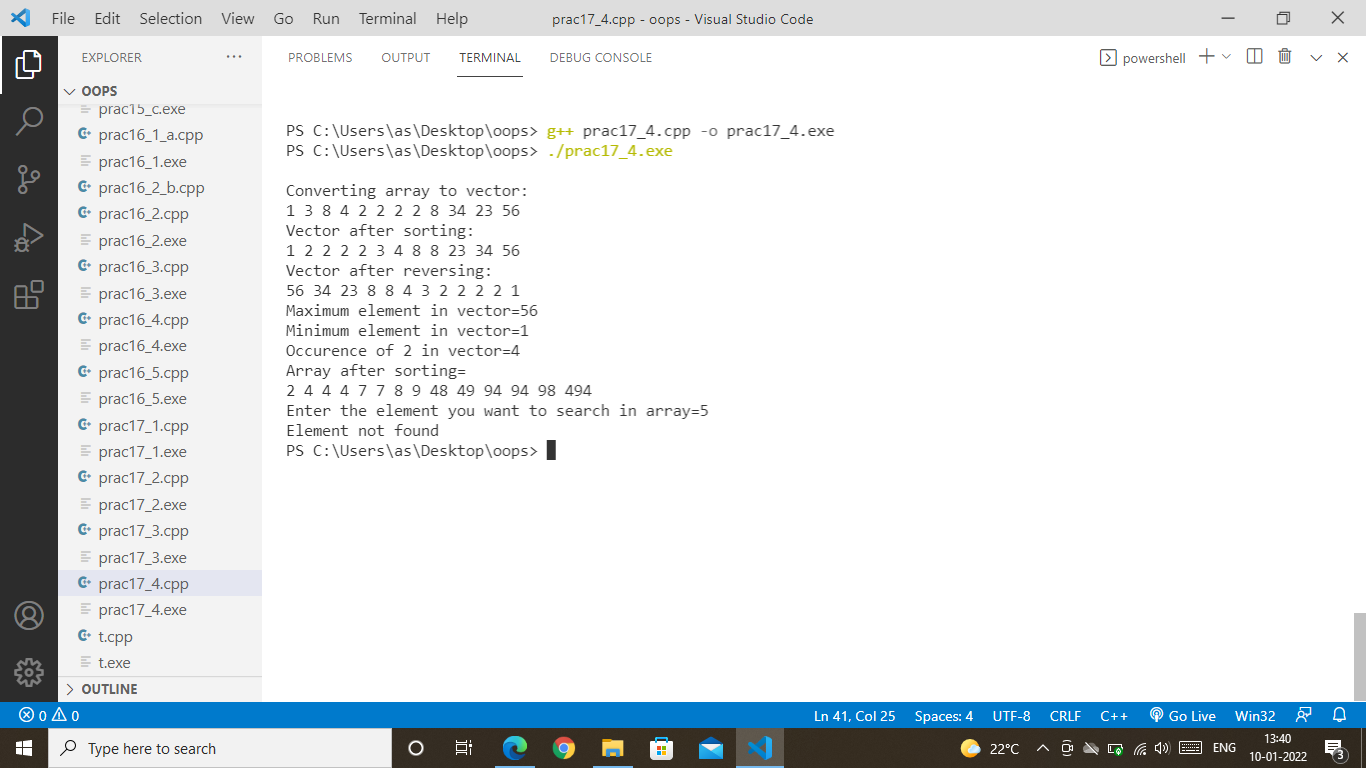 File Edit Selection View Go Run Terminal Help prac17_4.cpp - oops - Visual Studio Code
EXPLORER ...
OOPS
prac15_c.exe
prac16_1_a.cpp
prac16_1.exe
prac16_2_b.cpp
prac16_2.cpp
prac16_2.exe
prac16_3.cpp
prac16_3.exe
prac16_4.cpp
prac16_4.exe
prac16_5.cpp
prac16_5.exe
prac17_1.cpp
prac17_1.exe
prac17_2.cpp
prac17_2.exe
prac17_3.cpp
prac17_3.exe
prac17_4.cpp
prac17_4.exe
t.cpp
t.exe
OUTLINE
PROBLEMS OUTPUT TERMINAL DEBUG CONSOLE powershell
PS C:\Users\as\Desktop\oops> g++ prac17_4.cpp -o prac17_4.exe
PS C:\Users\as\Desktop\oops> ./prac17_4.exe
Converting array to vector:
1 3 8 4 2 2 2 2 8 34 23 56
Vector after sorting:
1 2 2 2 2 3 4 8 8 23 34 56
Vector after reversing:
56 34 23 8 8 4 3 2 2 2 2 1
Maximum element in vector=56
Minimum element in vector=1
Occurence of 2 in vector=4
Array after sorting=
2 4 4 4 7 7 8 9 48 49 94 94 98 494
Enter the element you want to search in array=5
Element not found
PS C:\Users\as\Desktop\oops>
0 0 Ln 41, Col 25 Spaces: 4 UTF-8 CRLF C++ Go Live Win32
Type here to search 22°C ENG 13:40
10-01-2022 3